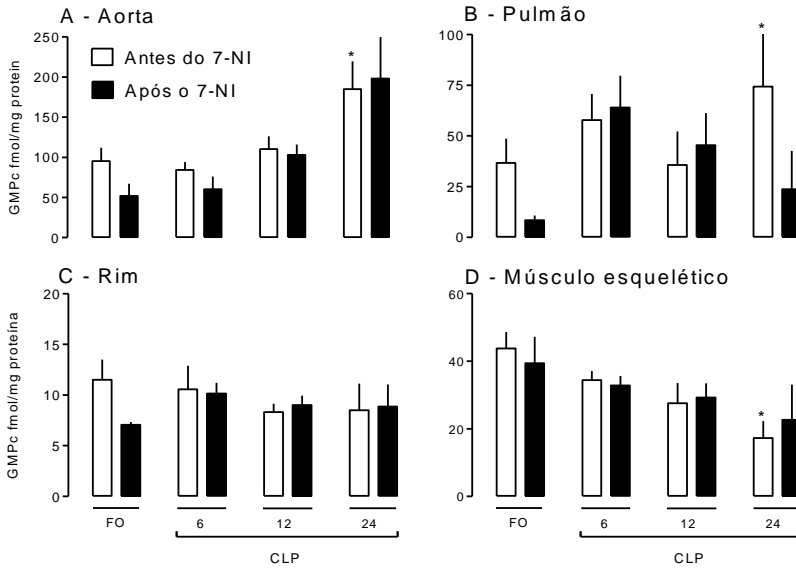 A - Aorta
B - Pulmão
GMPc fmol/mg protein
250
200
150
100
50
0
Antes do 7-NI
Após o 7-NI
*
100
75
50
25
0
*
C - Rim
D - Músculo esquelético
GMPc fmol/mg proteína
20
15
10
5
0
60
40
20
0
*
FO
6
12
24
CLP
FO
6
12
24
CLP